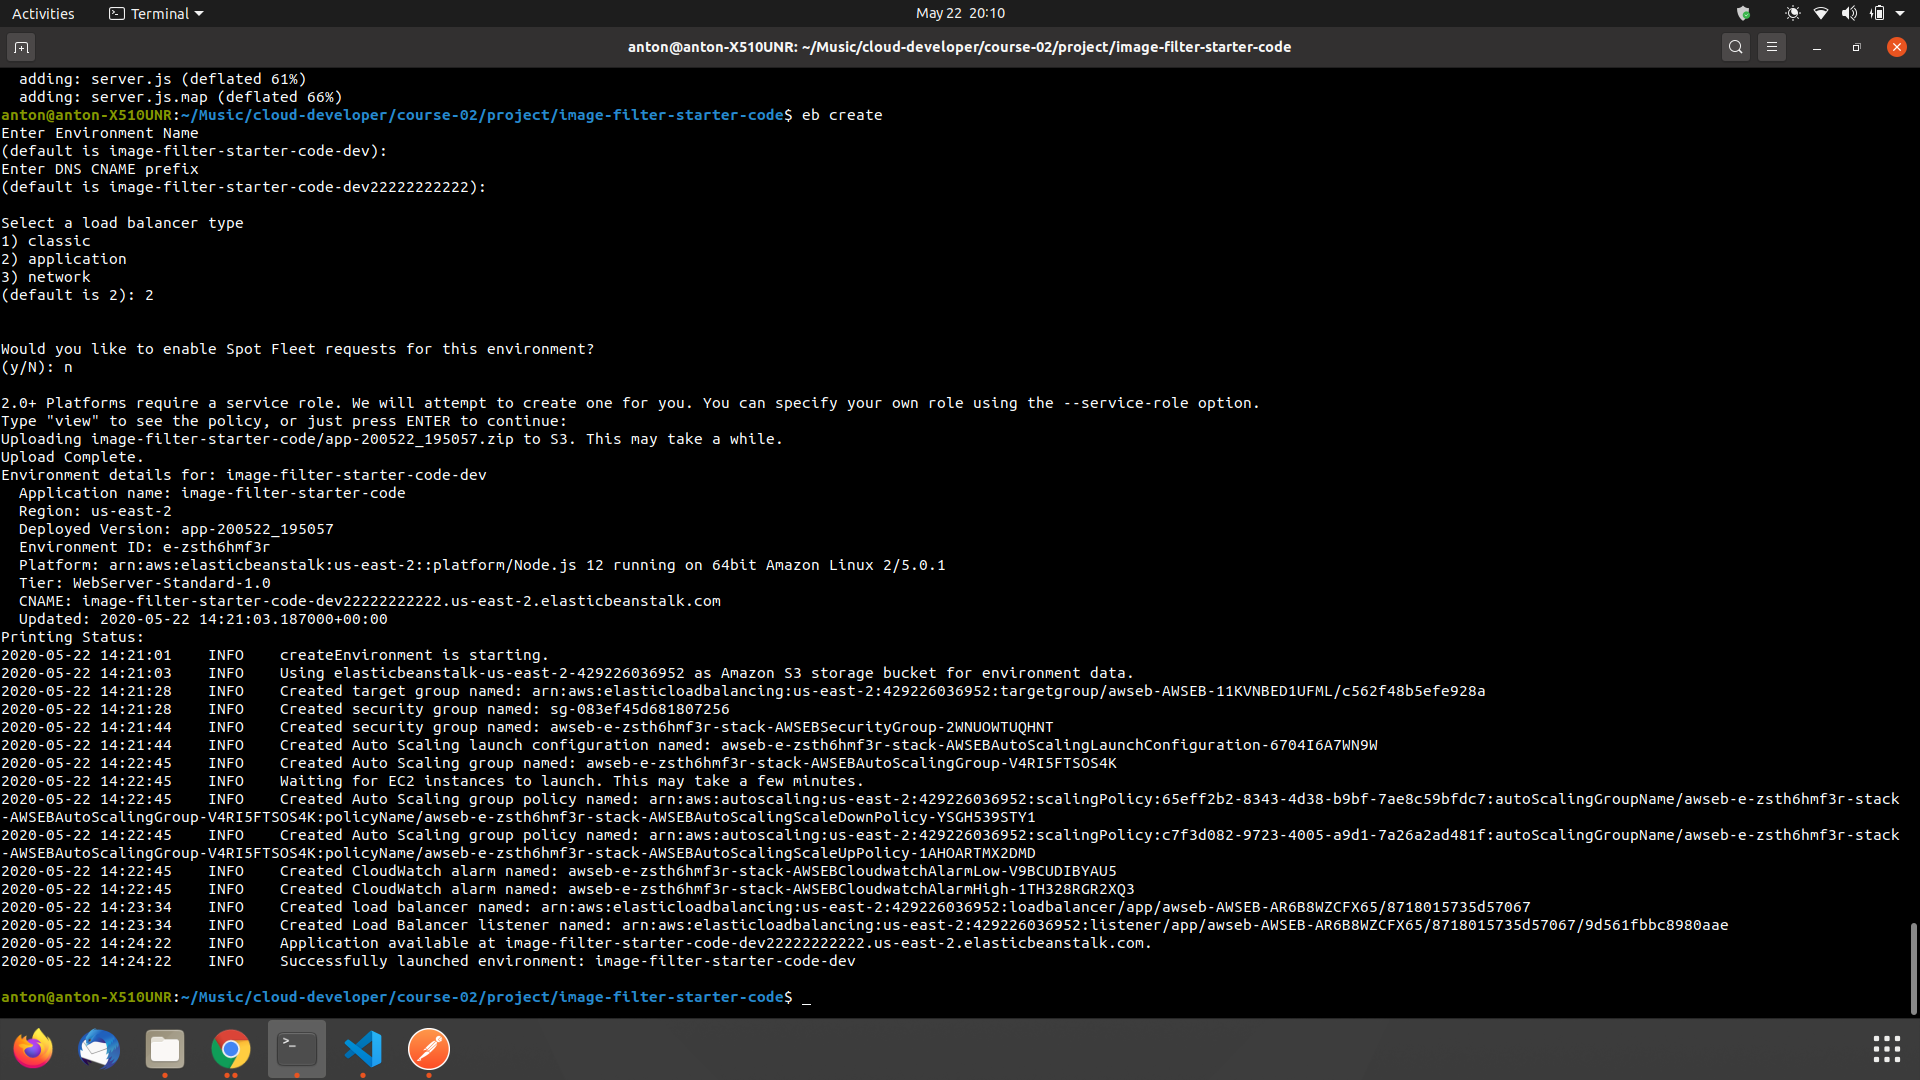 Activities
Terminal
May 22 20:10
anton@anton-X510UNR: ~/Music/cloud-developer/course-02/project/image-filter-starter-code
adding: server.js (deflated 61%)
adding: server.js.map (deflated 66%)
anton@anton-X510UNR:~/Music/cloud-developer/course-02/project/image-filter-starter-code$ eb create
Enter Environment Name
(default is image-filter-starter-code-dev):
Enter DNS CNAME prefix
(default is image-filter-starter-code-dev22222222222):
Select a load balancer type
1) classic
2) application
3) network
(default is 2): 2
Would you like to enable Spot Fleet requests for this environment?
(y/N): n
2.0+ Platforms require a service role. We will attempt to create one for you. You can specify your own role using the --service-role option.
Type "view" to see the policy, or just press ENTER to continue:
Uploading image-filter-starter-code/app-200522_195057.zip to S3. This may take a while.
Upload Complete.
Environment details for: image-filter-starter-code-dev
Application name: image-filter-starter-code
Region: us-east-2
Deployed Version: app-200522_195057
Environment ID: e-zsth6hmf3r
Platform: arn:aws:elasticbeanstalk:us-east-2::platform/Node.js 12 running on 64bit Amazon Linux 2/5.0.1
Tier: WebServer-Standard-1.0
CNAME: image-filter-starter-code-dev22222222222.us-east-2.elasticbeanstalk.com
Updated: 2020-05-22 14:21:03.187000+00:00
Printing Status:
2020-05-22 14:21:01    INFO    createEnvironment is starting.
2020-05-22 14:21:03    INFO    Using elasticbeanstalk-us-east-2-429226036952 as Amazon S3 storage bucket for environment data.
2020-05-22 14:21:28    INFO    Created target group named: arn:aws:elasticloadbalancing:us-east-2:429226036952:targetgroup/awseb-AWSEB-11KVNBED1UFML/c562f48b5efe928a
2020-05-22 14:21:28    INFO    Created security group named: sg-083ef45d681807256
2020-05-22 14:21:44    INFO    Created security group named: awseb-e-zsth6hmf3r-stack-AWSEBSecurityGroup-2WNUOWTUQHNT
2020-05-22 14:21:44    INFO    Created Auto Scaling launch configuration named: awseb-e-zsth6hmf3r-stack-AWSEBAutoScalingLaunchConfiguration-6704I6A7WN9W
2020-05-22 14:22:45    INFO    Created Auto Scaling group named: awseb-e-zsth6hmf3r-stack-AWSEBAutoScalingGroup-V4RI5FTSOS4K
2020-05-22 14:22:45    INFO    Waiting for EC2 instances to launch. This may take a few minutes.
2020-05-22 14:22:45    INFO    Created Auto Scaling group policy named: arn:aws:autoscaling:us-east-2:429226036952:scalingPolicy:65eff2b2-8343-4d38-b9bf-7ae8c59bfdc7:autoScalingGroupName/awseb-e-zsth6hmf3r-stack
-AWSEBAutoScalingGroup-V4RI5FTSOS4K:policyName/awseb-e-zsth6hmf3r-stack-AWSEBAutoScalingScaleDownPolicy-YSGH539STY1
2020-05-22 14:22:45    INFO    Created Auto Scaling group policy named: arn:aws:autoscaling:us-east-2:429226036952:scalingPolicy:c7f3d082-9723-4005-a9d1-7a26a2ad481f:autoScalingGroupName/awseb-e-zsth6hmf3r-stack
-AWSEBAutoScalingGroup-V4RI5FTSOS4K:policyName/awseb-e-zsth6hmf3r-stack-AWSEBAutoScalingScaleUpPolicy-1AHOARTMX2DMD
2020-05-22 14:22:45    INFO    Created CloudWatch alarm named: awseb-e-zsth6hmf3r-stack-AWSEBCloudwatchAlarmLow-V9BCUDIBYAU5
2020-05-22 14:22:45    INFO    Created CloudWatch alarm named: awseb-e-zsth6hmf3r-stack-AWSEBCloudwatchAlarmHigh-1TH328RGR2XQ3
2020-05-22 14:23:34    INFO    Created load balancer named: arn:aws:elasticloadbalancing:us-east-2:429226036952:loadbalancer/app/awseb-AWSEB-AR6B8WZCFX65/8718015735d57067
2020-05-22 14:23:34    INFO    Created Load Balancer listener named: arn:aws:elasticloadbalancing:us-east-2:429226036952:listener/app/awseb-AWSEB-AR6B8WZCFX65/8718015735d57067/9d561fbbc8980aae
2020-05-22 14:24:22    INFO    Application available at image-filter-starter-code-dev22222222222.us-east-2.elasticbeanstalk.com.
2020-05-22 14:24:22    INFO    Successfully launched environment: image-filter-starter-code-dev
anton@anton-X510UNR:~/Music/cloud-developer/course-02/project/image-filter-starter-code$ _